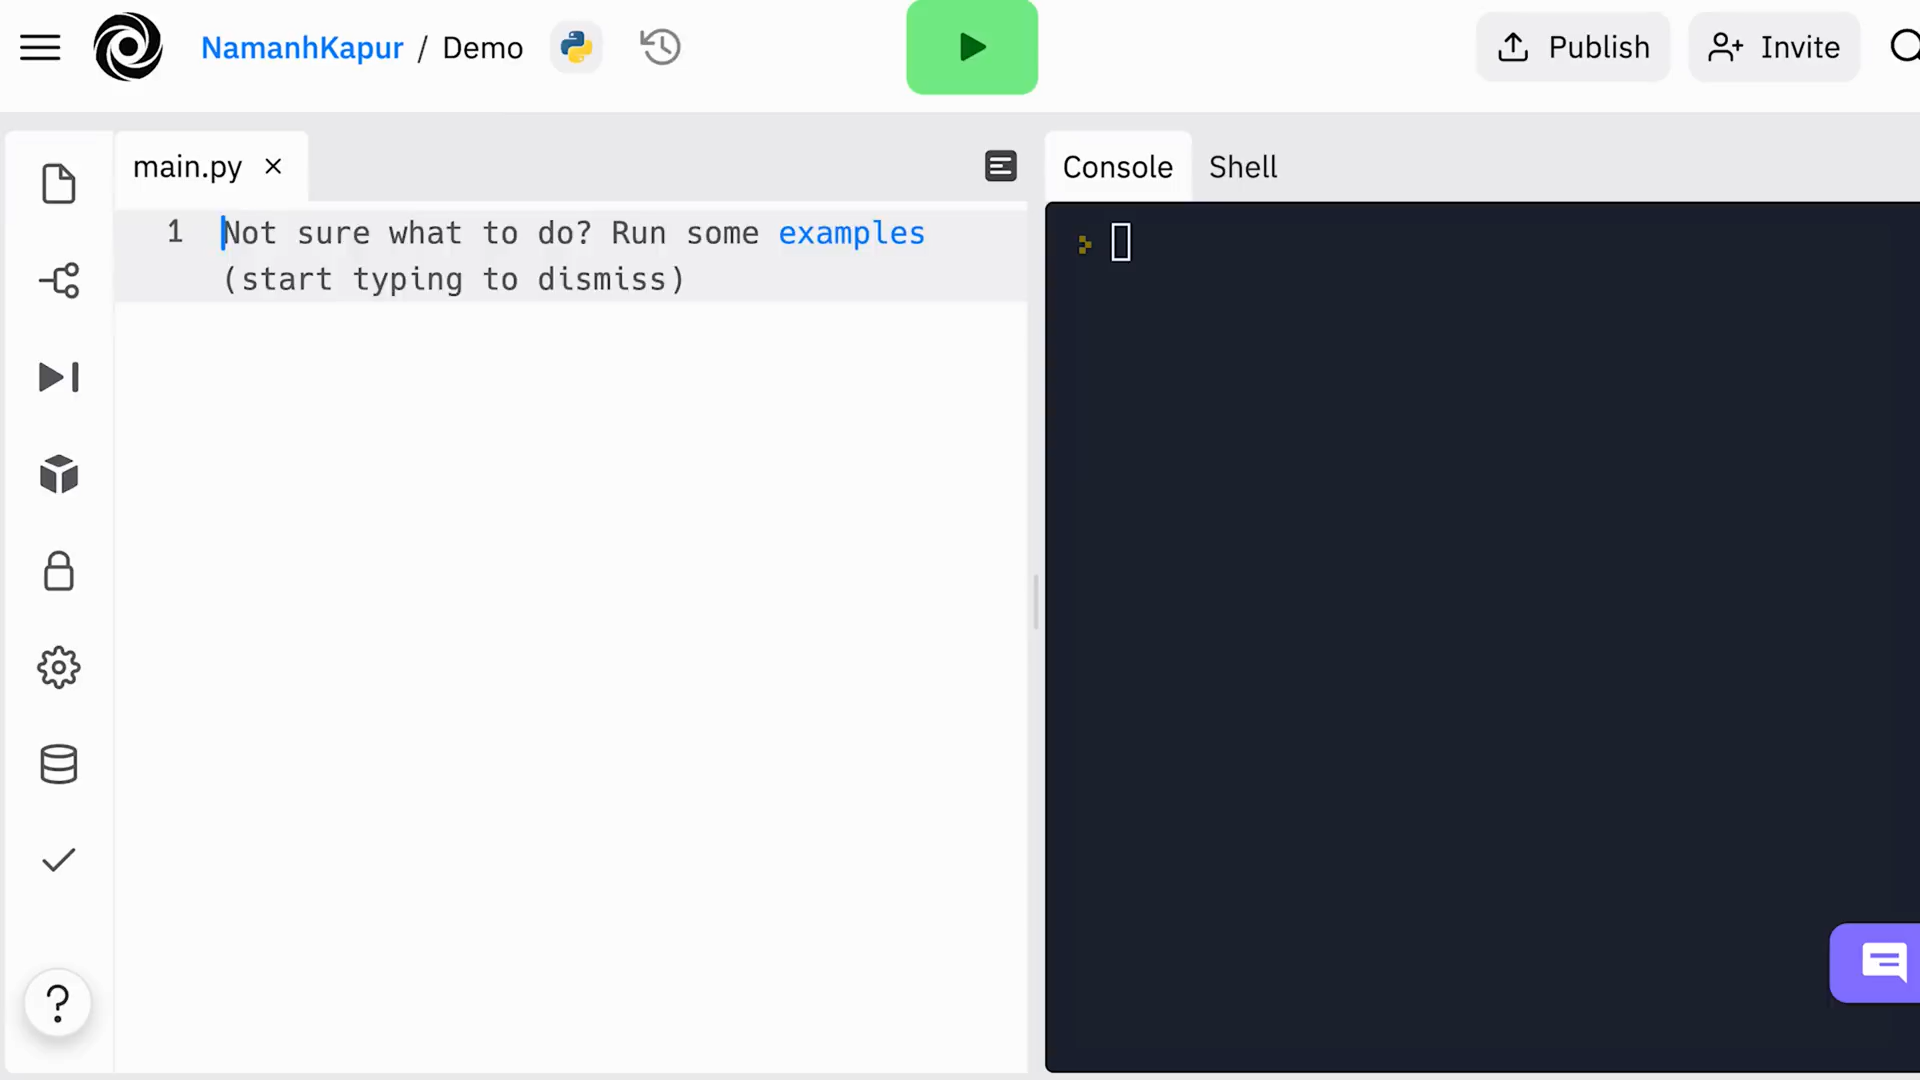 NamanhKapur / Demo
Publish
Invite
main.py
Console
Shell
1
Not sure what to do? Run some examples
(start typing to dismiss)
?